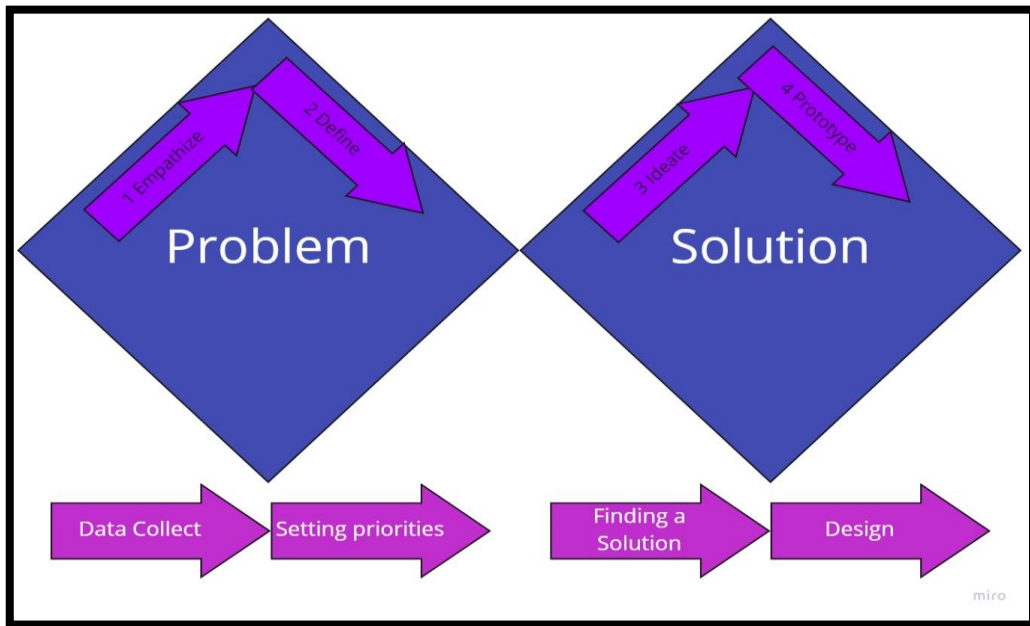 1 Empathize
2 Define
Problem
3 Ideate
4 Prototype
Solution
Data Collect
Setting priorities
Finding a
Solution
Design
miro